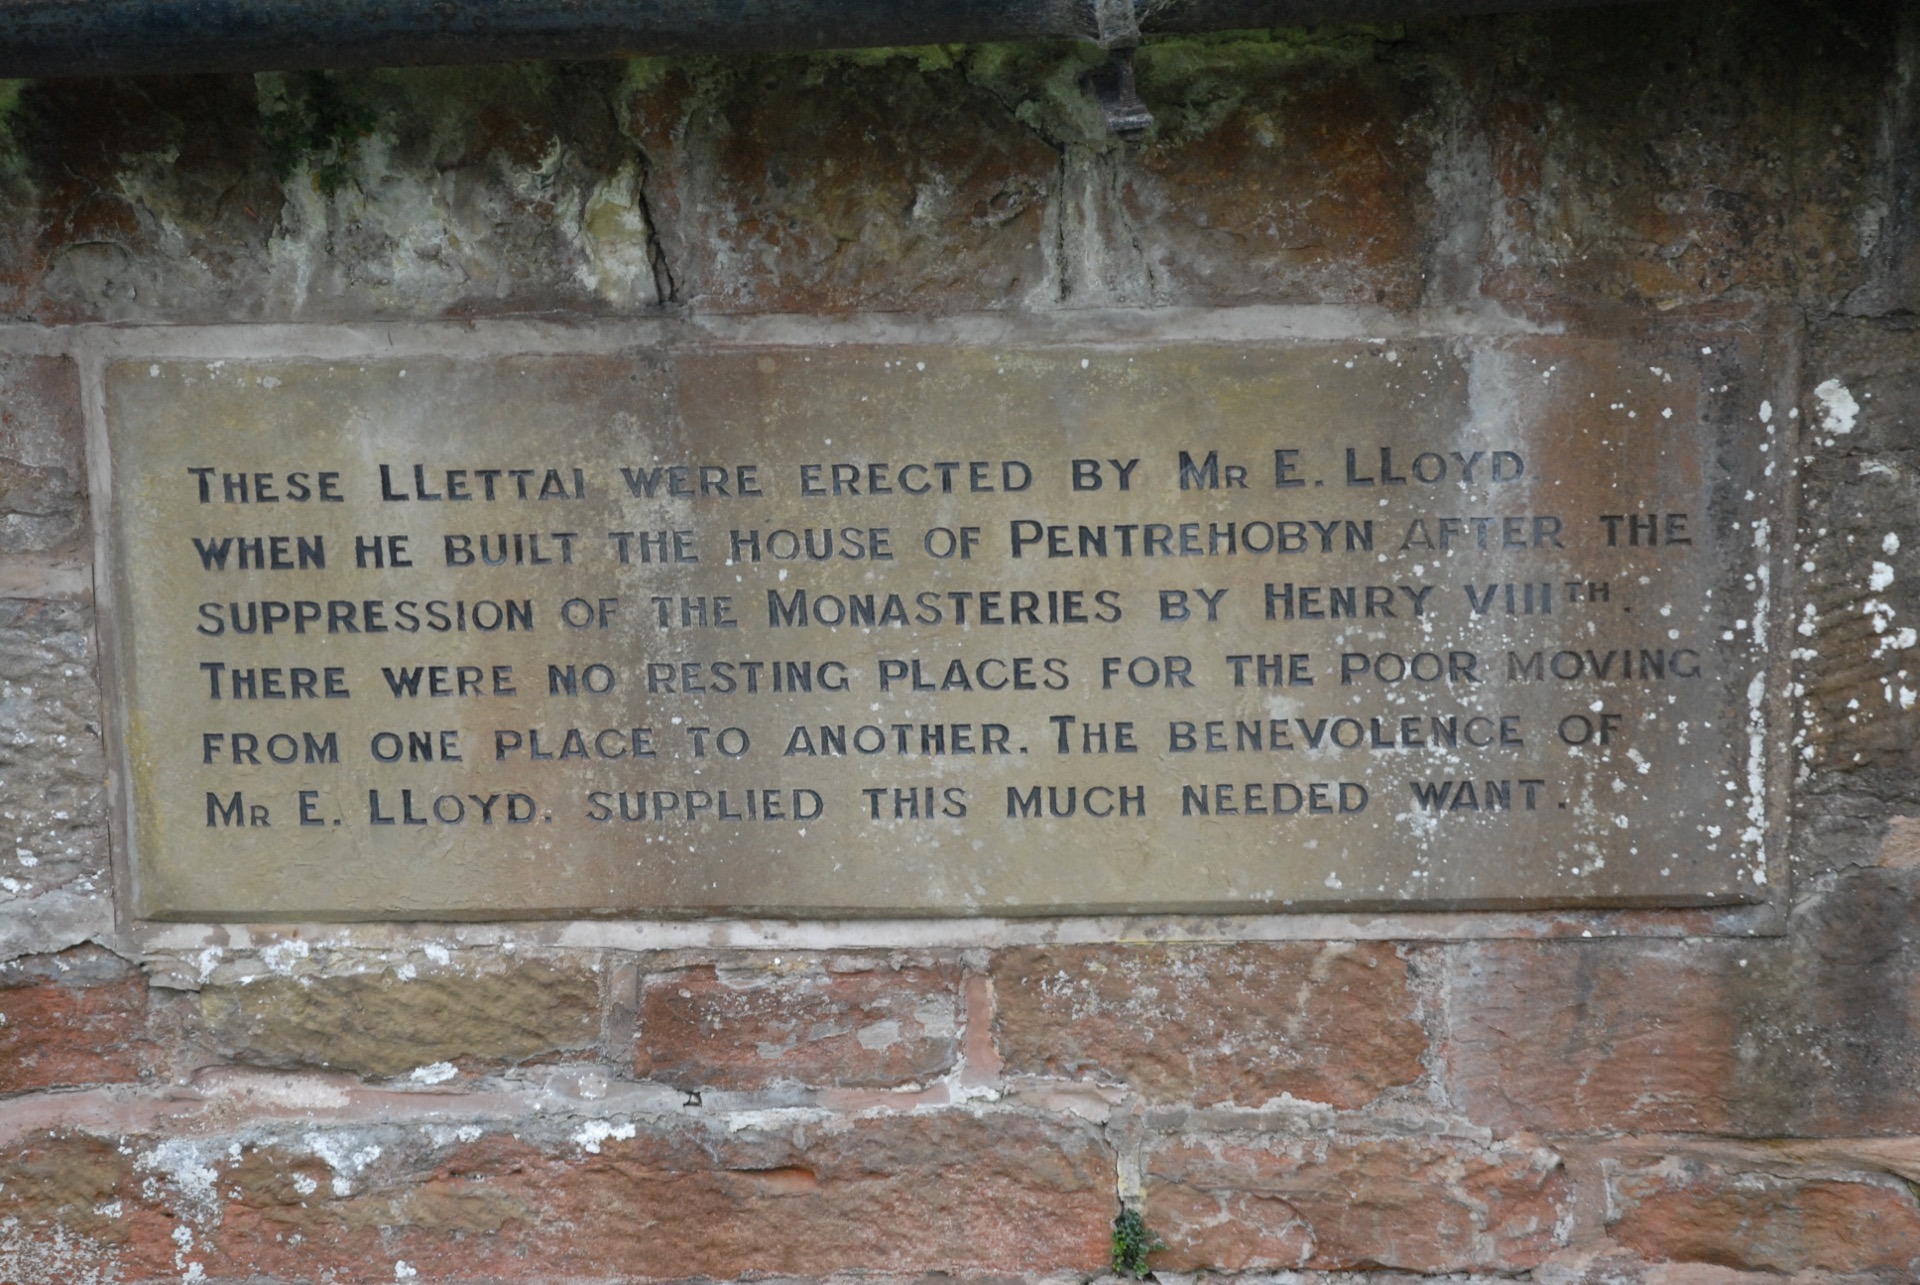 THESE LLETTAI WERE ERECTED BY MR E. LLOYD
WHEN HE BUILT THE HOUSE OF PENTREHOBYN AFTER THE
SUPPRESSION OF THE MONASTERIES BY HENRY VIIITH.
THERE WERE NO RESTING PLACES FOR THE POOR MOVING
FROM ONE PLACE TO ANOTHER. THE BENEVOLENCE OF
MR E. LLOYD. SUPPLIED THIS MUCH NEEDED WANT.